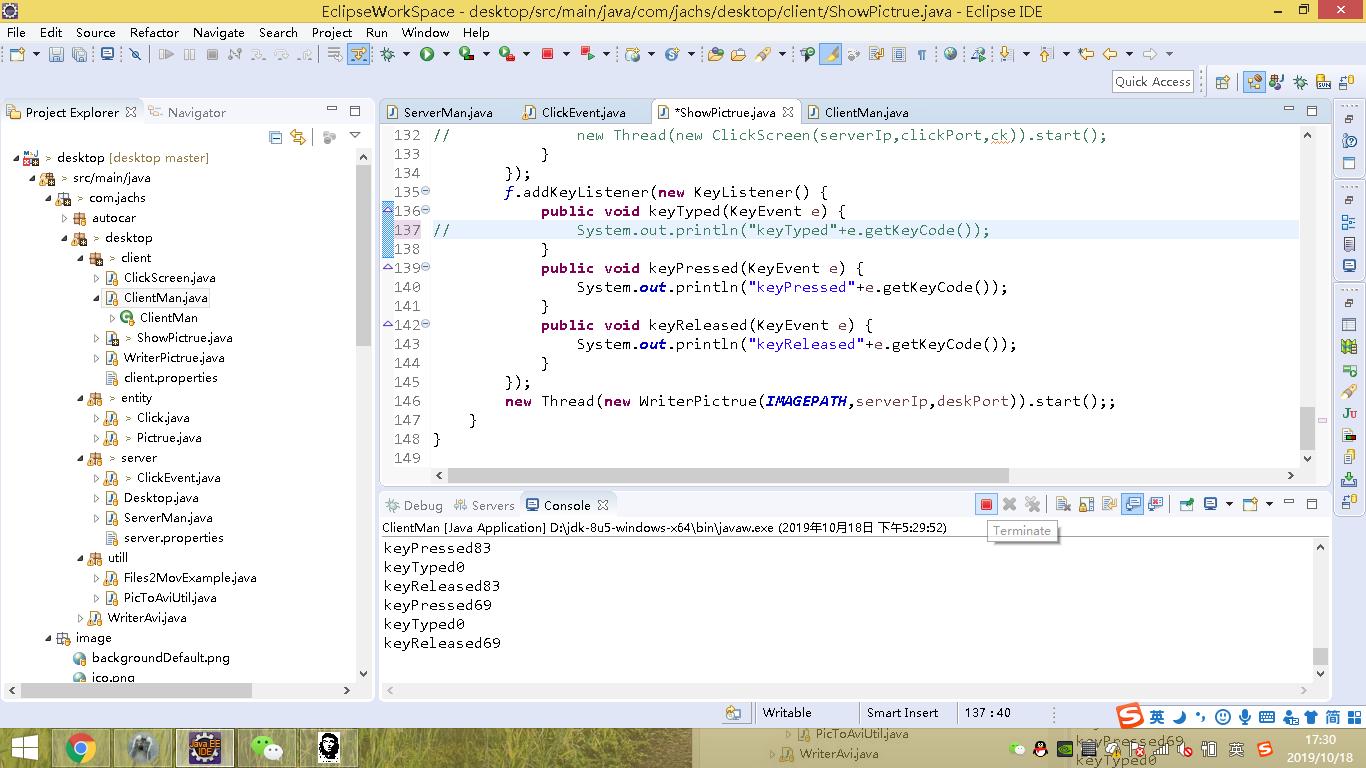 EclipseWorkSpace - desktop/src/main/java/com/jachs/desktop/client/ShowPictrue.java - Eclipse IDE
File Edit Source Refactor Navigate Search Project Run Window Help
Quick Access
Project Explorer Navigator
> desktop [desktop master]
> src/main/java
> com.jachs
autocar
> desktop
> client
ClickScreen.java
ClientMan.java
ClientMan
> ShowPictrue.java
WriterPictrue.java
client.properties
> entity
> Click.java
> Pictrue.java
> server
> ClickEvent.java
Desktop.java
ServerMan.java
server.properties
> utill
Files2MovExample.java
PicToAviUtil.java
WriterAvi.java
image
backgroundDefault.png
ico.png
ServerMan.java ClickEvent.java *ShowPictrue.java ClientMan.java
132 // new Thread(new ClickScreen(serverIp,clickPort,ck)).start();
133 }
134 });
135 f.addKeyListener(new KeyListener() {
136 public void keyTyped(KeyEvent e) {
137 // System.out.println("keyTyped"+e.getKeyCode());
138 }
139 public void keyPressed(KeyEvent e) {
140 System.out.println("keyPressed"+e.getKeyCode());
141 }
142 public void keyReleased(KeyEvent e) {
143 System.out.println("keyReleased"+e.getKeyCode());
144 }
145 });
146 new Thread(new WriterPictrue(IMAGEPATH,serverIp,deskPort)).start();;
147 }
148 }
149
Debug Servers Console
ClientMan [Java Application] D:\jdk-8u5-windows-x64\bin\javaw.exe (2019年10月18日 下午5:29:52)
Terminate
keyPressed83
keyTyped0
keyReleased83
keyPressed69
keyTyped0
keyReleased69
Writable Smart Insert 137 : 40
英 简
Java EE
IDE
CHE
PicToAviUtil.java
WriterAvi.java
keyPressed69
keyTyped0
英
17:30
2019/10/18